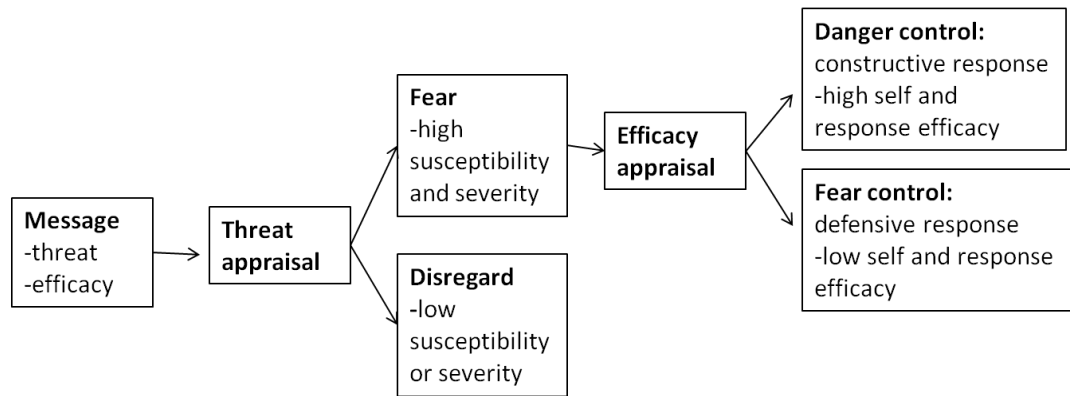 Message
-threat
-efficacy
Threat
appraisal
Fear
-high
susceptibility
and severity
Disregard
-low
susceptibility
or severity
Efficacy
appraisal
Danger control:
constructive response
-high self and
response efficacy
Fear control:
defensive response
-low self and response
efficacy